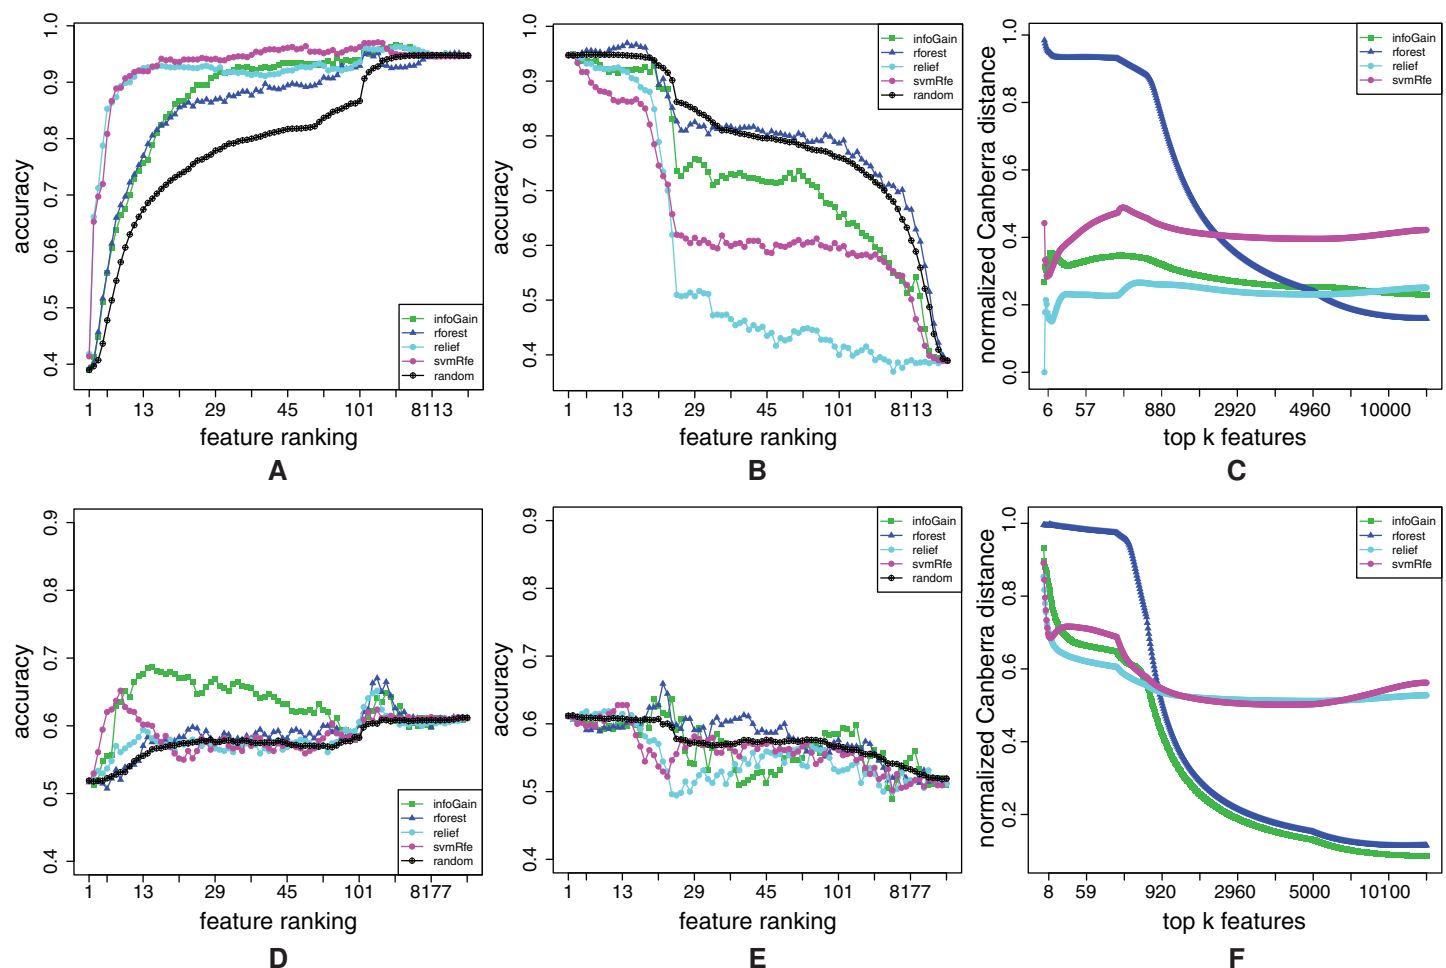 accuracy
1.0
0.9
0.8
0.7
0.6
0.5
0.4
infoGain
rforest
relief
svmRfe
random
1 13 29 45 101 8113
feature ranking
A
accuracy
1.0
0.9
0.8
0.7
0.6
0.5
0.4
infoGain
rforest
relief
svmRfe
random
1 13 29 45 101 8113
feature ranking
B
normalized Canberra distance
1.0
0.8
0.6
0.4
0.2
0.0
infoGain
rforest
relief
svmRfe
6 57 880 2920 4960 10000
top k features
C
accuracy
0.9
0.8
0.7
0.6
0.5
0.4
infoGain
rforest
relief
svmRfe
random
1 13 29 45 101 8177
feature ranking
D
accuracy
0.9
0.8
0.7
0.6
0.5
0.4
infoGain
rforest
relief
svmRfe
random
1 13 29 45 101 8177
feature ranking
E
normalized Canberra distance
1.0
0.8
0.6
0.4
0.2
infoGain
rforest
relief
svmRfe
8 59 920 2960 5000 10100
top k features
F